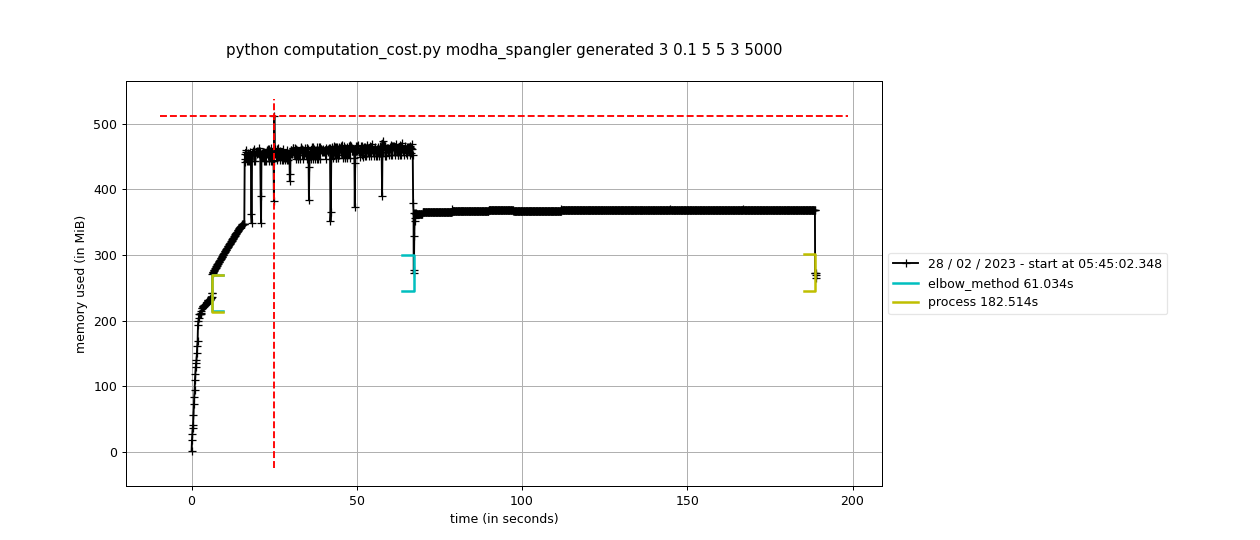 python computation_cost.py modha_spangler generated 3 0.1 5 5 3 5000
memory used (in MiB)
500
400
300
200
100
0
0 50 100 150 200
time (in seconds)
28 / 02 / 2023 - start at 05:45:02.348
elbow_method 61.034s
process 182.514s